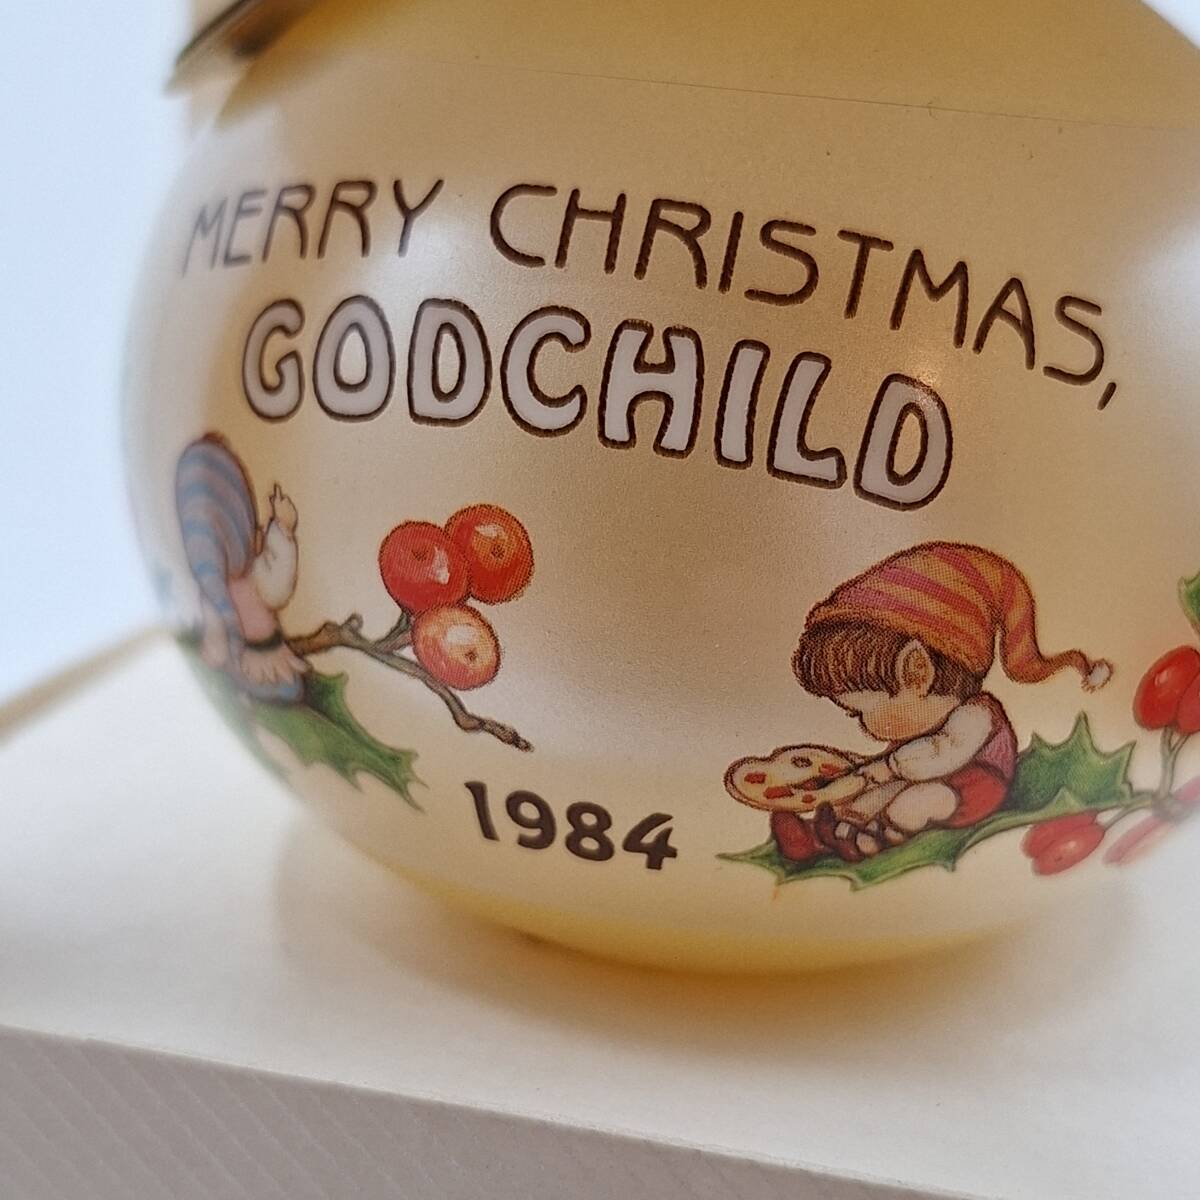 MERRY CHRISTMAS,
GODCHILD
1984